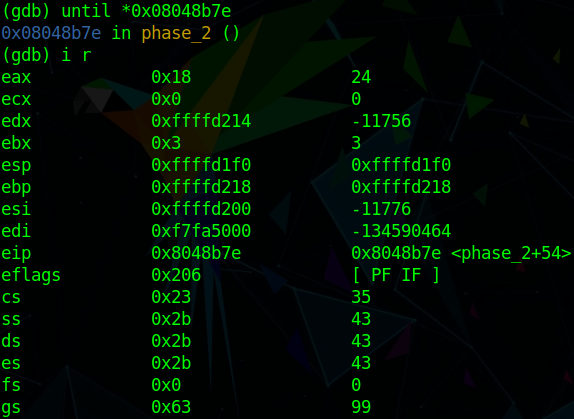 (gdb) until *0x08048b7e
0x08048b7e in phase_2 ()
(gdb) i r
eax 0x18 24
ecx 0x0 0
edx 0xffffd214 -11756
ebx 0x3 3
esp 0xffffd1f0 0xffffd1f0
ebp 0xffffd218 0xffffd218
esi 0xffffd200 -11776
edi 0xf7fa5000 -134590464
eip 0x8048b7e 0x8048b7e <phase_2+54>
eflags 0x206 [ PF IF ]
cs 0x23 35
ss 0x2b 43
ds 0x2b 43
es 0x2b 43
fs 0x0 0
gs 0x63 99